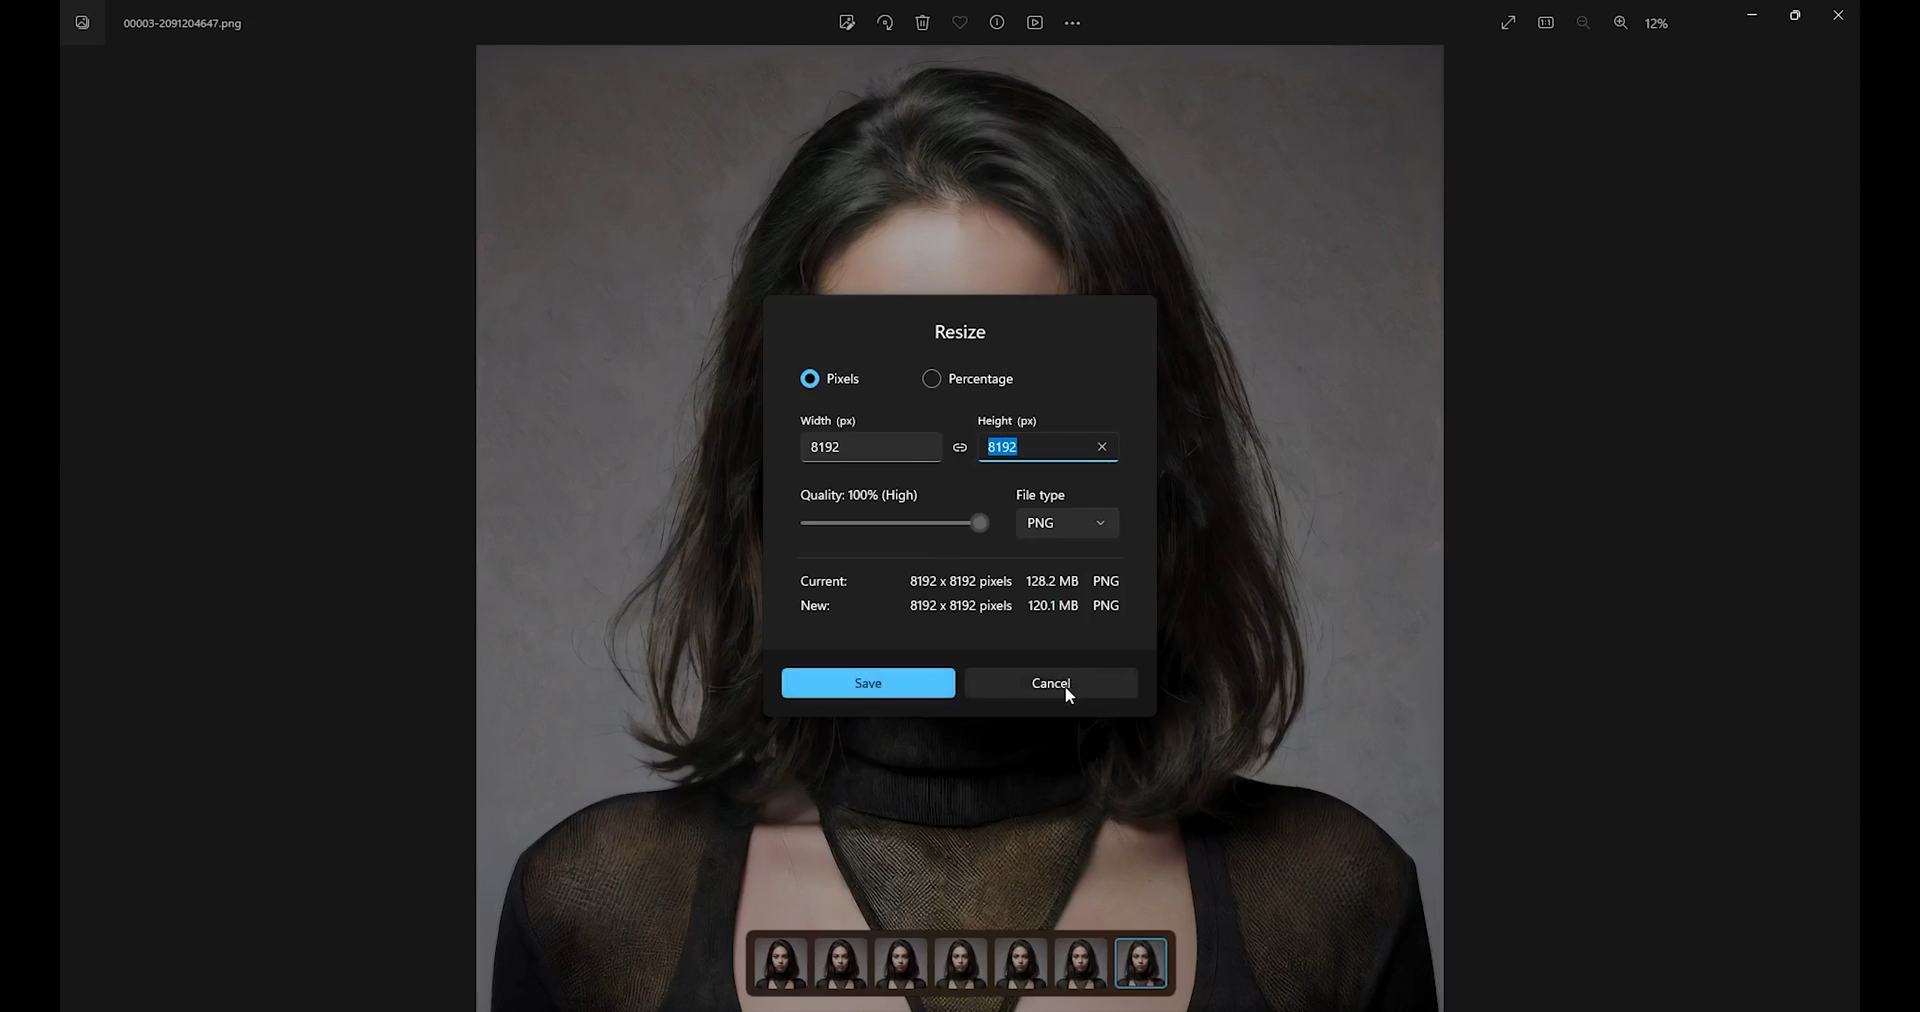 00003-2091204647.png
12%
Resize
Pixels Percentage
Width (px) Height (px)
8192 8192
Quality: 100% (High) File type
PNG
Current: 8192 x 8192 pixels 128.2 MB PNG
New: 8192 x 8192 pixels 120.1 MB PNG
Save Cancel